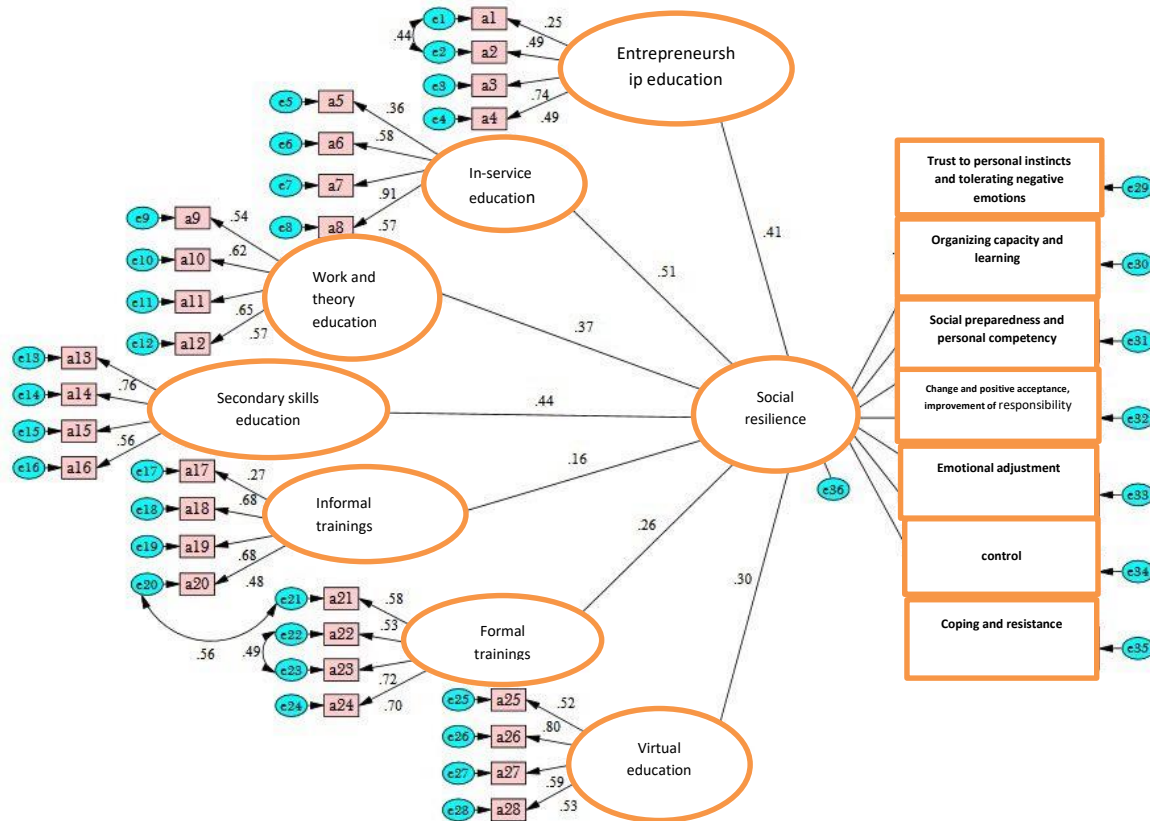 e1
a1
.25
.44
e2
a2
.49
e3
a3
.74
e4
a4
.49
Entrepreneursh
ip education
e5
a5
.36
e6
a6
.58
e7
a7
.91
e8
a8
.57
In-service
education
e9
a9
.54
e10
a10
.62
e11
a11
.65
e12
a12
.57
Work and
theory
education
e13
a13
.76
e14
a14
e15
a15
.56
e16
a16
Secondary skills
education
e17
a17
.27
e18
a18
.68
e19
a19
.68
e20
a20
.48
Informal
trainings
.56
e21
a21
.58
e22
a22
.53
.49
e23
a23
.72
e24
a24
.70
Formal
trainings
e25
a25
.52
e26
a26
.80
e27
a27
.59
e28
a28
.53
Virtual
education
.41
.51
.37
.44
.16
.26
.30
Social
resilience
e36
Trust to personal instincts
and tolerating negative
emotions
e29
Organizing capacity and
learning
e30
Social preparedness and
personal competency
e31
Change and positive acceptance,
improvement of responsibility
e32
Emotional adjustment
e33
control
e34
Coping and resistance
e35